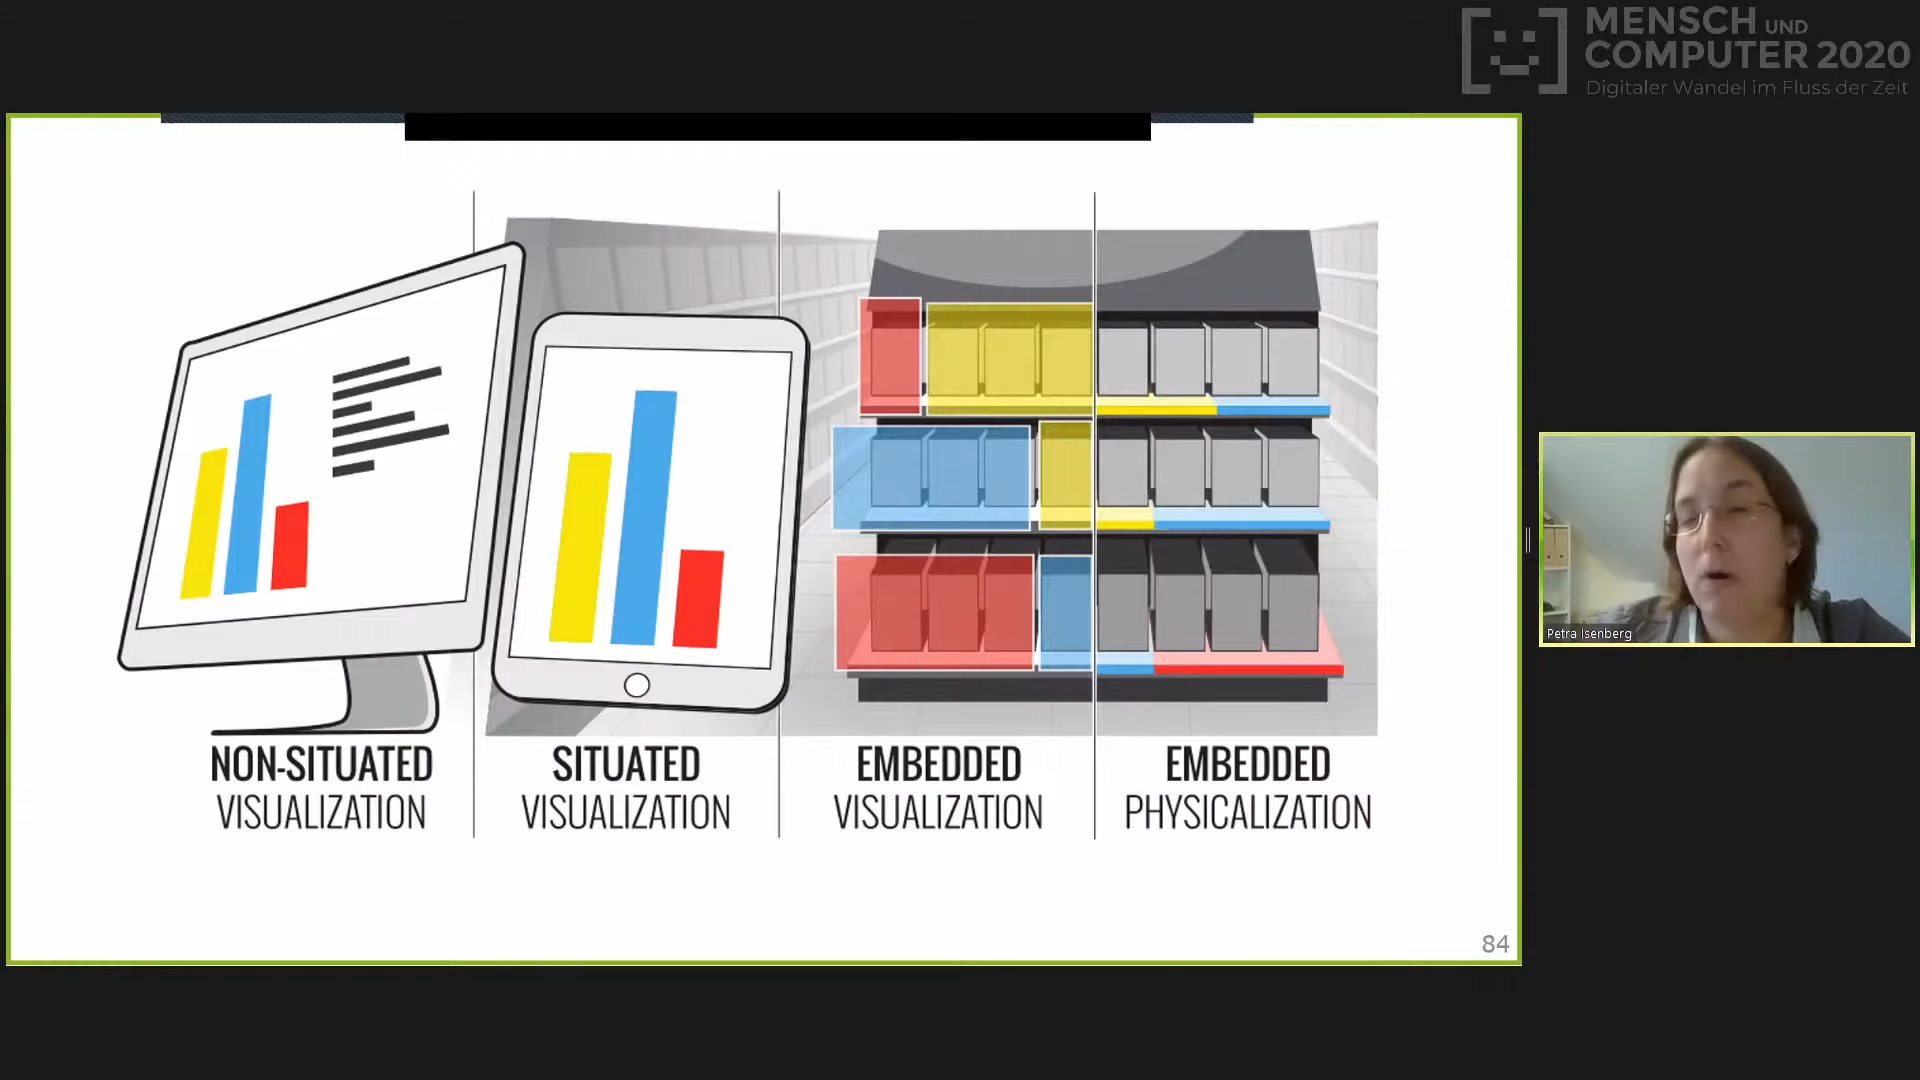 MENSCH UND
COMPUTER 2020
Digitaler Wandel im Fluss der Zeit
NON-SITUATED
VISUALIZATION
SITUATED
VISUALIZATION
EMBEDDED
VISUALIZATION
EMBEDDED
PHYSICALIZATION
84
Petra Isenberg